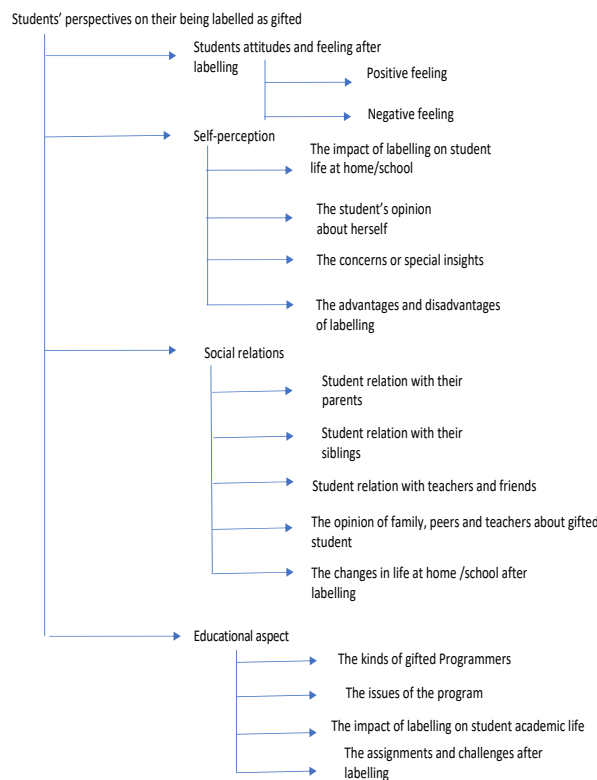 Students' perspectives on their being labelled as gifted
Students attitudes and feeling after
labelling
Positive feeling
Negative feeling
Self-perception
The impact of labelling on student
life at home/school
The student's opinion
about herself
The concerns or special insights
The advantages and disadvantages
of labelling
Social relations
Student relation with their
parents
Student relation with their
siblings
Student relation with teachers and friends
The opinion of family, peers and teachers about gifted
student
The changes in life at home /school after
labelling
Educational aspect
The kinds of gifted Programmers
The issues of the program
The impact of labelling on student academic life
The assignments and challenges after
labelling